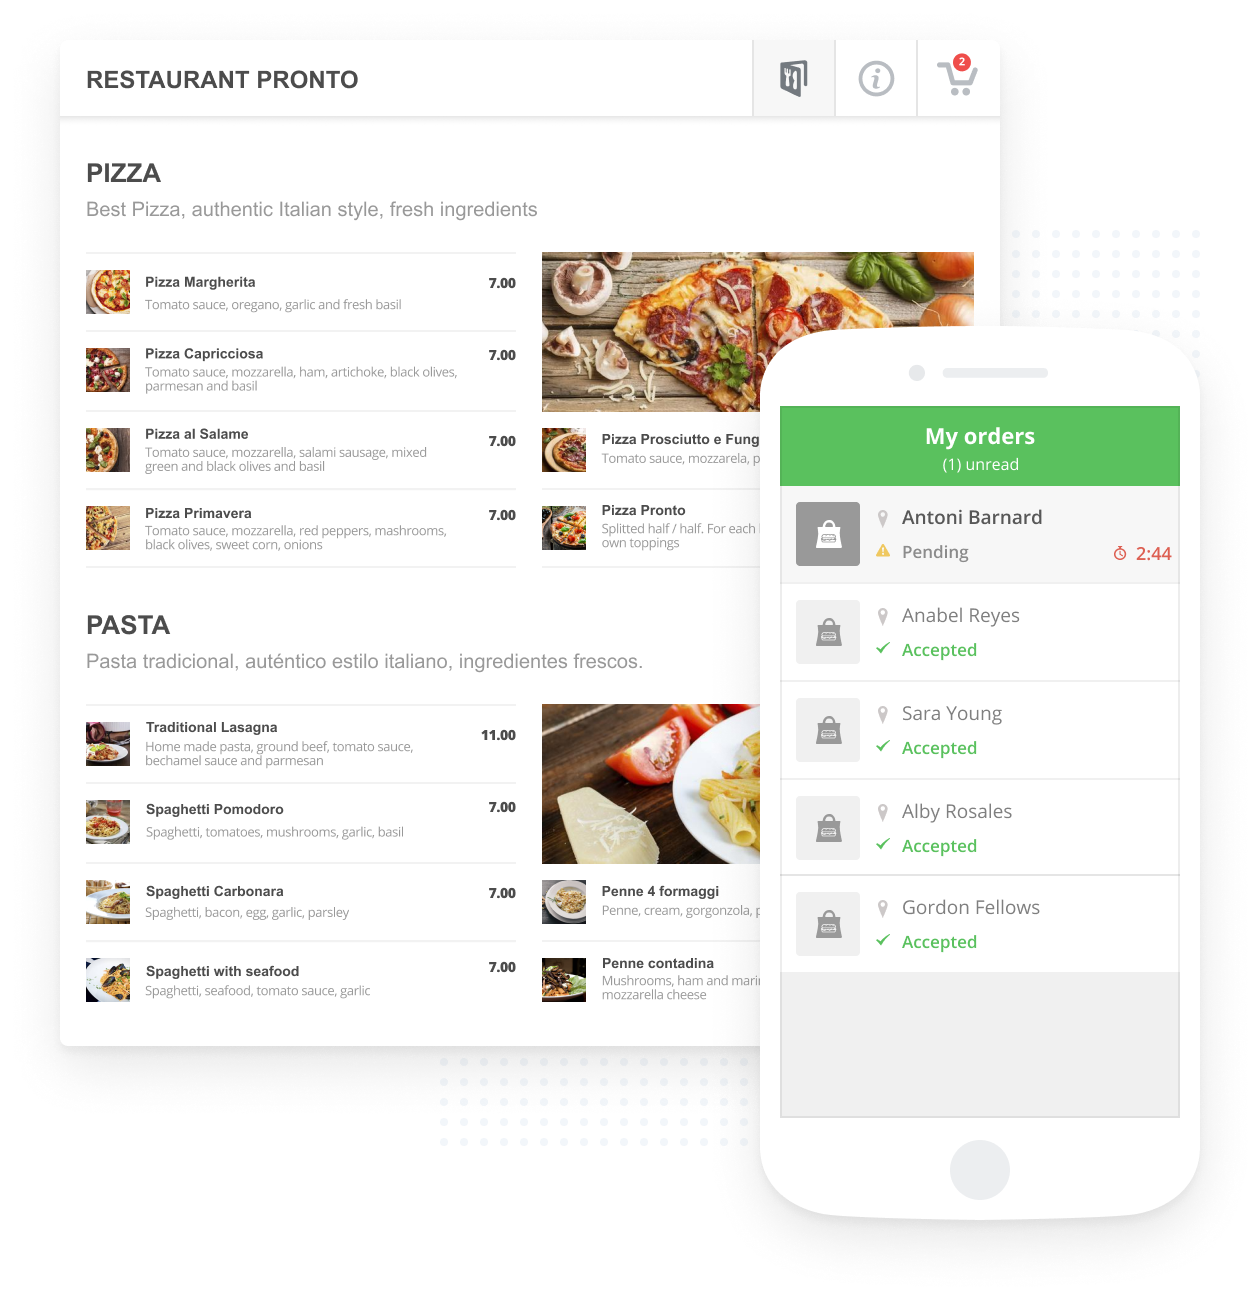 RESTAURANT PRONTO
2
PIZZA
Best Pizza, authentic Italian style, fresh ingredients
Pizza Margherita
7.00
Tomato sauce, oregano, garlic and fresh basil
Pizza Capricciosa
7.00
Tomato sauce, mozzarella, ham, artichoke, black olives,
parmesan and basil
Pizza al Salame
7.00
Tomato sauce, mozzarella, salami sausage, mixed
green and black olives and basil
Pizza Primavera
7.00
Tomato sauce, mozzarella, red peppers, mashrooms,
black olives, sweet corn, onions
Pizza Prosciutto e Fung
Tomato sauce, mozzarela, p
Pizza Pronto
Splitted half / half. For each
own toppings
PASTA
Pasta tradicional, auténtico estilo italiano, ingredientes frescos.
Traditional Lasagna
11.00
Home made pasta, ground beef, tomato sauce,
bechamel sauce and parmesan
Spaghetti Pomodoro
7.00
Spaghetti, tomatoes, mushrooms, garlic, basil
Spaghetti Carbonara
7.00
Spaghetti, bacon, egg, garlic, parsley
Spaghetti with seafood
7.00
Spaghetti, seafood, tomato sauce, garlic
Penne 4 formaggi
Penne, cream, gorgonzola, p
Penne contadina
Mushrooms, ham and marin
mozzarella cheese
My orders
(1) unread
Antoni Barnard
Pending
2:44
Anabel Reyes
Accepted
Sara Young
Accepted
Alby Rosales
Accepted
Gordon Fellows
Accepted